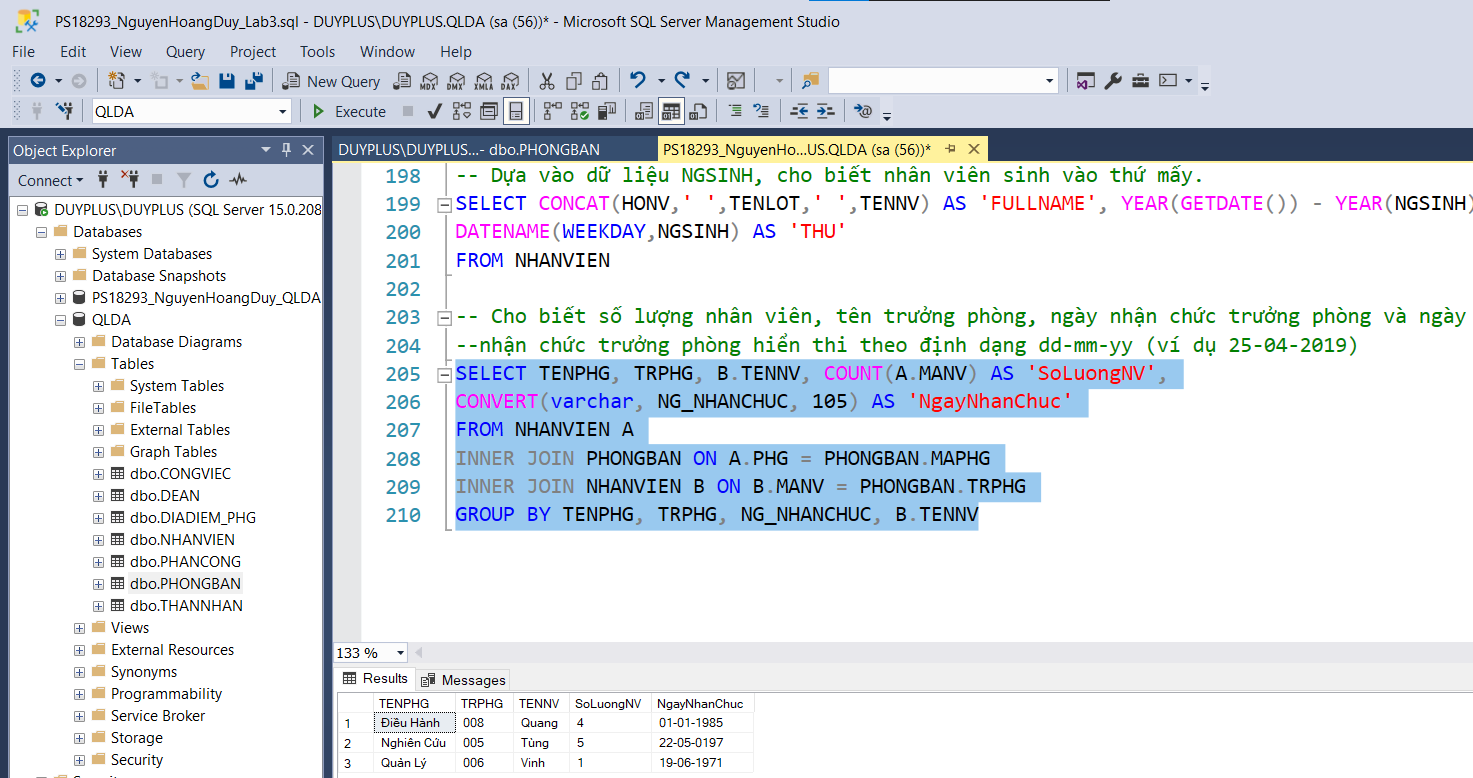 PS18293_NguyenHoangDuy_Lab3.sql - DUYPLUS\DUYPLUS.QLDA (sa (56))* - Microsoft SQL Server Management Studio
File Edit View Query Project Tools Window Help
New Query MDX DMX XMLA DAX
QLDA Execute
Object Explorer
Connect
DUYPLUS\DUYPLUS (SQL Server 15.0.208
Databases
System Databases
Database Snapshots
PS18293_NguyenHoangDuy_QLDA
QLDA
Database Diagrams
Tables
System Tables
FileTables
External Tables
Graph Tables
dbo.CONGVIEC
dbo.DEAN
dbo.DIADIEM_PHG
dbo.NHANVIEN
dbo.PHANCONG
dbo.PHONGBAN
dbo.THANNHAN
Views
External Resources
Synonyms
Programmability
Service Broker
Storage
Security
DUYPLUS\DUYPLUS...- dbo.PHONGBAN PS18293_NguyenHo...US.QLDA (sa (56))*
198 -- Dựa vào dữ liệu NGSINH, cho biết nhân viên sinh vào thứ mấy.
199 SELECT CONCAT(HONV,' ',TENLOT,' ',TENNV) AS 'FULLNAME', YEAR(GETDATE()) - YEAR(NGSINH)
200 DATENAME(WEEKDAY,NGSINH) AS 'THU'
201 FROM NHANVIEN
202
203 -- Cho biết số lượng nhân viên, tên trưởng phòng, ngày nhận chức trưởng phòng và ngày
204 --nhận chức trưởng phòng hiển thi theo định dạng dd-mm-yy (ví dụ 25-04-2019)
205 SELECT TENPHG, TRPHG, B.TENNV, COUNT(A.MANV) AS 'SoLuongNV',
206 CONVERT(varchar, NG_NHANCHUC, 105) AS 'NgayNhanChuc'
207 FROM NHANVIEN A
208 INNER JOIN PHONGBAN ON A.PHG = PHONGBAN.MAPHG
209 INNER JOIN NHANVIEN B ON B.MANV = PHONGBAN.TRPHG
210 GROUP BY TENPHG, TRPHG, NG_NHANCHUC, B.TENNV
133 %
Results Messages
TENPHG TRPHG TENNV SoLuongNV NgayNhanChuc
1 Điều Hành 008 Quang 4 01-01-1985
2 Nghiên Cứu 005 Tùng 5 22-05-0197
3 Quản Lý 006 Vinh 1 19-06-1971